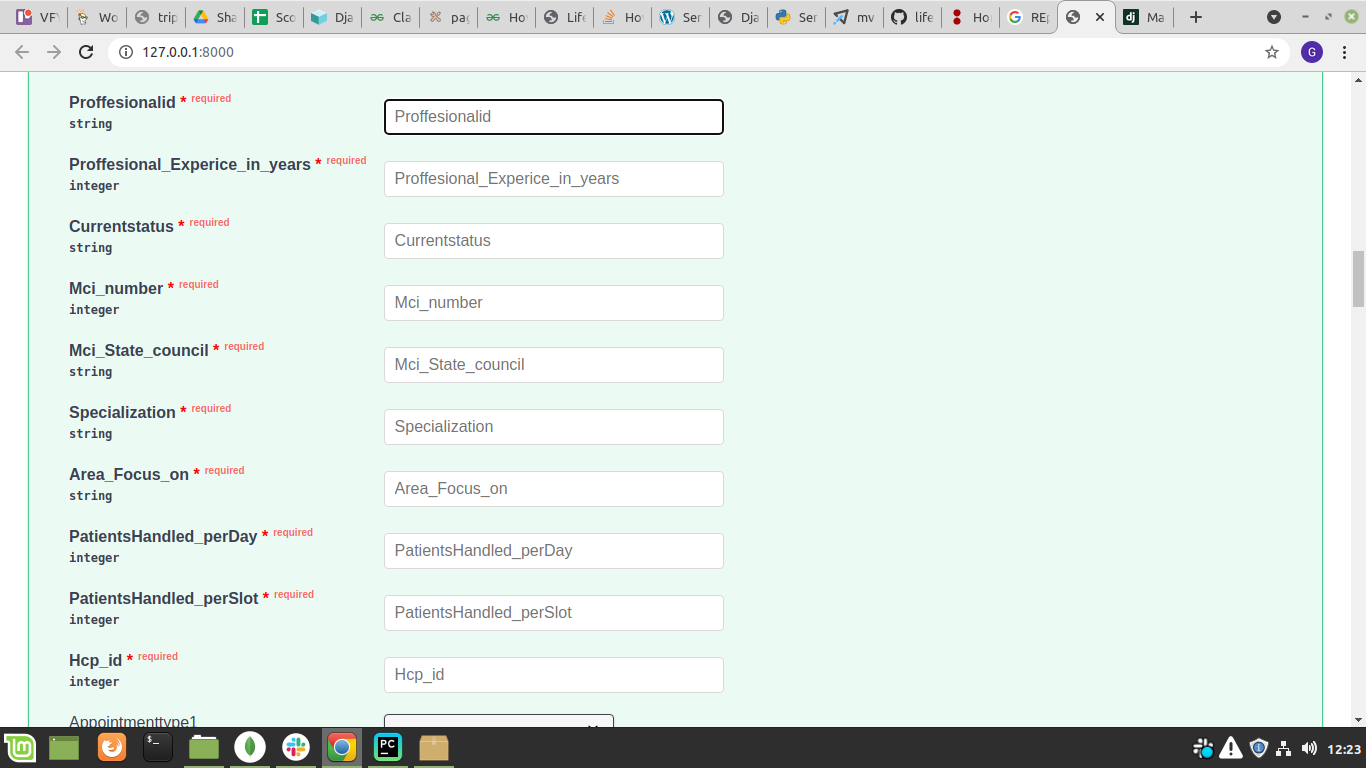 VFV
Wo
trip
Sha
Sco
Dja
Cla
pag
Ho
Life
Ho
Ser
Dja
Ser
mv
life
Ho
REp
Ma
127.0.0.1:8000
G
Proffesionalid * required
string
Proffesionalid
Proffesional_Experice_in_years * required
integer
Proffesional_Experice_in_years
Currentstatus * required
string
Currentstatus
Mci_number * required
integer
Mci_number
Mci_State_council * required
string
Mci_State_council
Specialization * required
string
Specialization
Area_Focus_on * required
string
Area_Focus_on
PatientsHandled_perDay * required
integer
PatientsHandled_perDay
PatientsHandled_perSlot * required
integer
PatientsHandled_perSlot
Hcp_id * required
integer
Hcp_id
Appointmenttype1
12:23